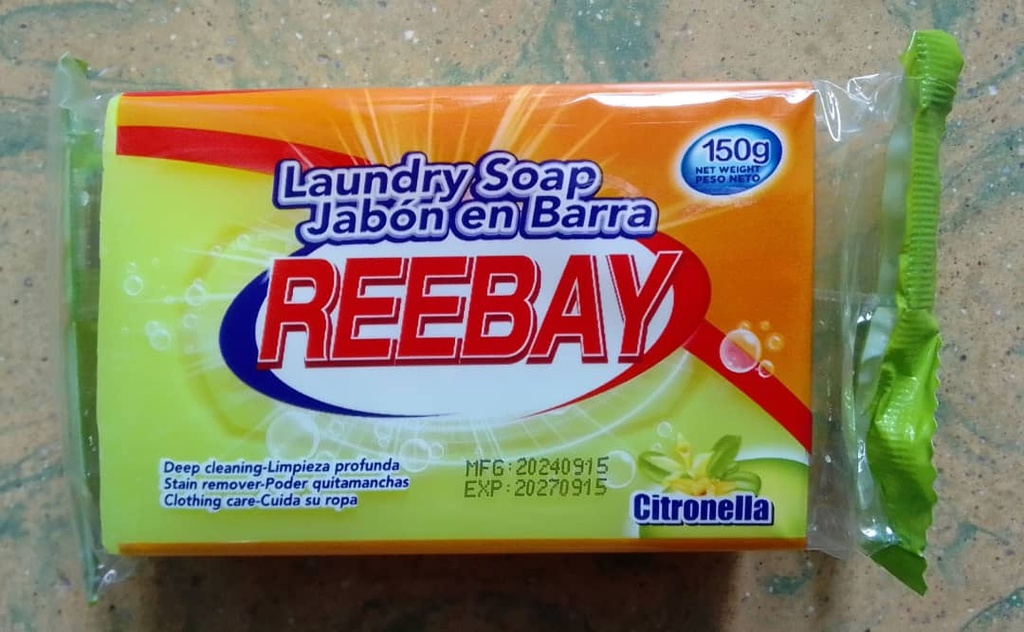 150g
NET WEIGHT
PESO NETO
Laundry Soap
Jabón en Barra
REEBAY
Deep cleaning-Limpieza profunda
Stain remover-Poder quitamanchas
Clothing care-Cuida su ropa
MFG:20240915
EXP:20270915
Citronella